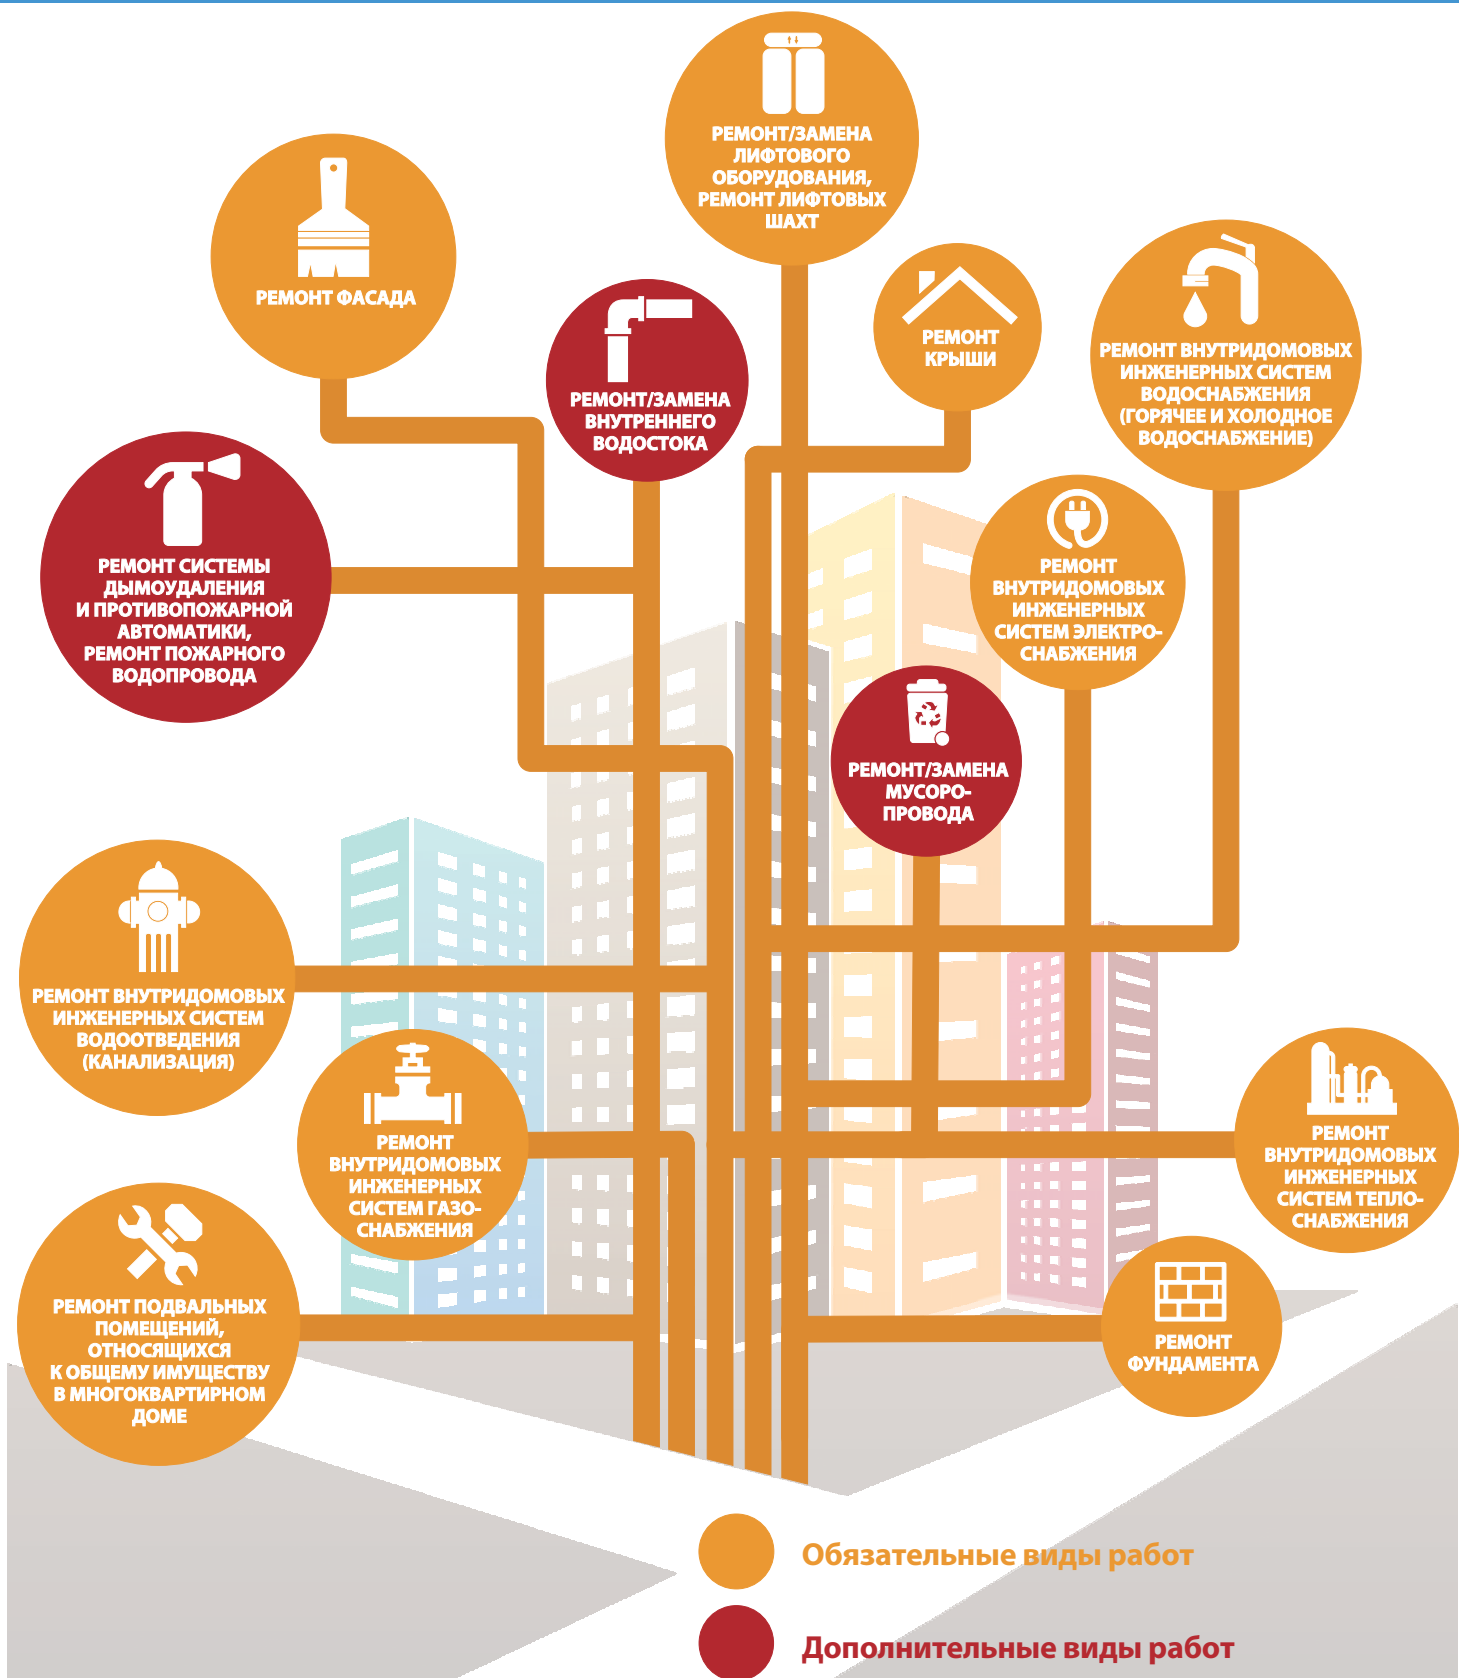 РЕМОНТ/ЗАМЕНА
ЛИФТОВОГО
ОБОРУДОВАНИЯ,
РЕМОНТ ЛИФТОВЫХ
ШАХТ
РЕМОНТ ФАСАДА
РЕМОНТ/ЗАМЕНА
ВНУТРЕННЕГО
ВОДОСТОКА
РЕМОНТ
КРЫШИ
РЕМОНТ ВНУТРИДОМОВЫХ
ИНЖЕНЕРНЫХ СИСТЕМ
ВОДОСНАБЖЕНИЯ
(ГОРЯЧЕЕ И ХОЛОДНОЕ
ВОДОСНАБЖЕНИЕ)
РЕМОНТ СИСТЕМЫ
ДЫМОУДАЛЕНИЯ
И ПРОТИВОПОЖАРНОЙ
АВТОМАТИКИ,
РЕМОНТ ПОЖАРНОГО
ВОДОПРОВОДА
РЕМОНТ
ВНУТРИДОМОВЫХ
ИНЖЕНЕРНЫХ
СИСТЕМ ЭЛЕКТРО-
СНАБЖЕНИЯ
РЕМОНТ/ЗАМЕНА
МУСОРО-
ПРОВОДА
РЕМОНТ ВНУТРИДОМОВЫХ
ИНЖЕНЕРНЫХ СИСТЕМ
ВОДООТВЕДЕНИЯ
(КАНАЛИЗАЦИЯ)
РЕМОНТ
ВНУТРИДОМОВЫХ
ИНЖЕНЕРНЫХ
СИСТЕМ ГАЗО-
СНАБЖЕНИЯ
РЕМОНТ
ВНУТРИДОМОВЫХ
ИНЖЕНЕРНЫХ
СИСТЕМ ТЕПЛО-
СНАБЖЕНИЯ
РЕМОНТ ПОДВАЛЬНЫХ
ПОМЕЩЕНИЙ,
ОТНОСЯЩИХСЯ
К ОБЩЕМУ ИМУЩЕСТВУ
В МНОГОКВАРТИРНОМ
ДОМЕ
РЕМОНТ
ФУНДАМЕНТА
Обязательные виды работ
Дополнительные виды работ